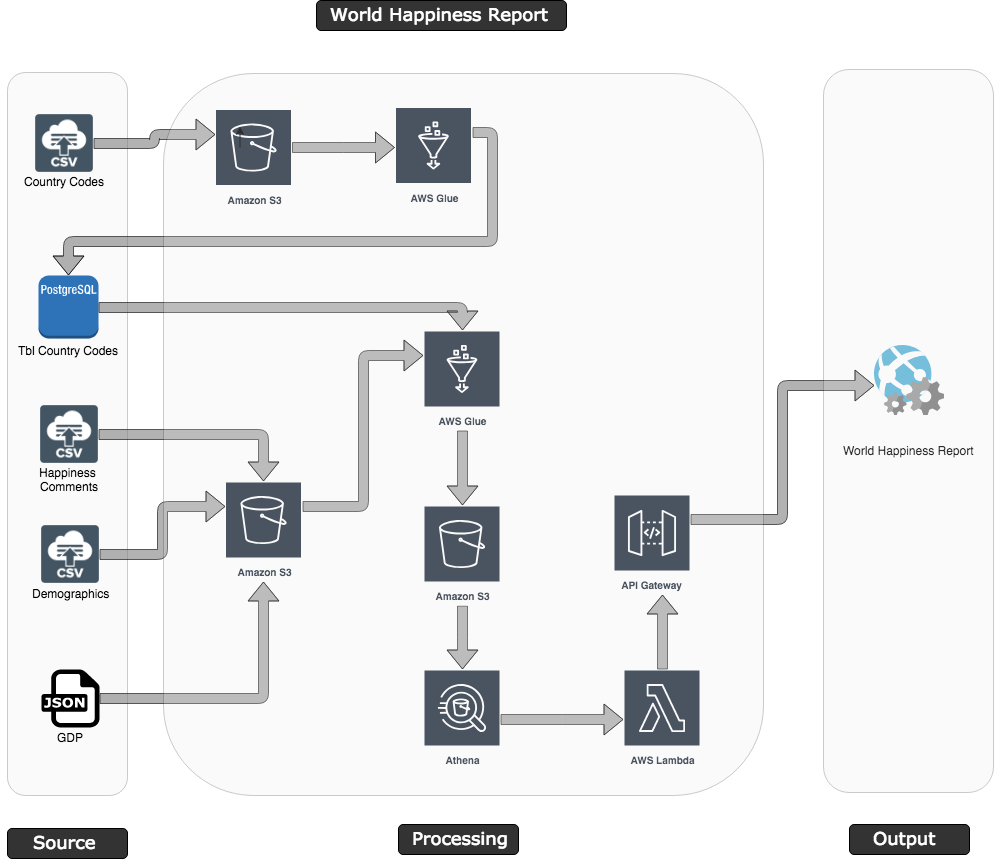 World Happiness Report
CSV
Country Codes
Amazon S3
AWS Glue
PostgreSQL
Tbl Country Codes
AWS Glue
CSV
Happiness
Comments
CSV
Demographics
Amazon S3
Amazon S3
JSON
GDP
Athena
AWS Lambda
</>
API Gateway
World Happiness Report
Source
Processing
Output